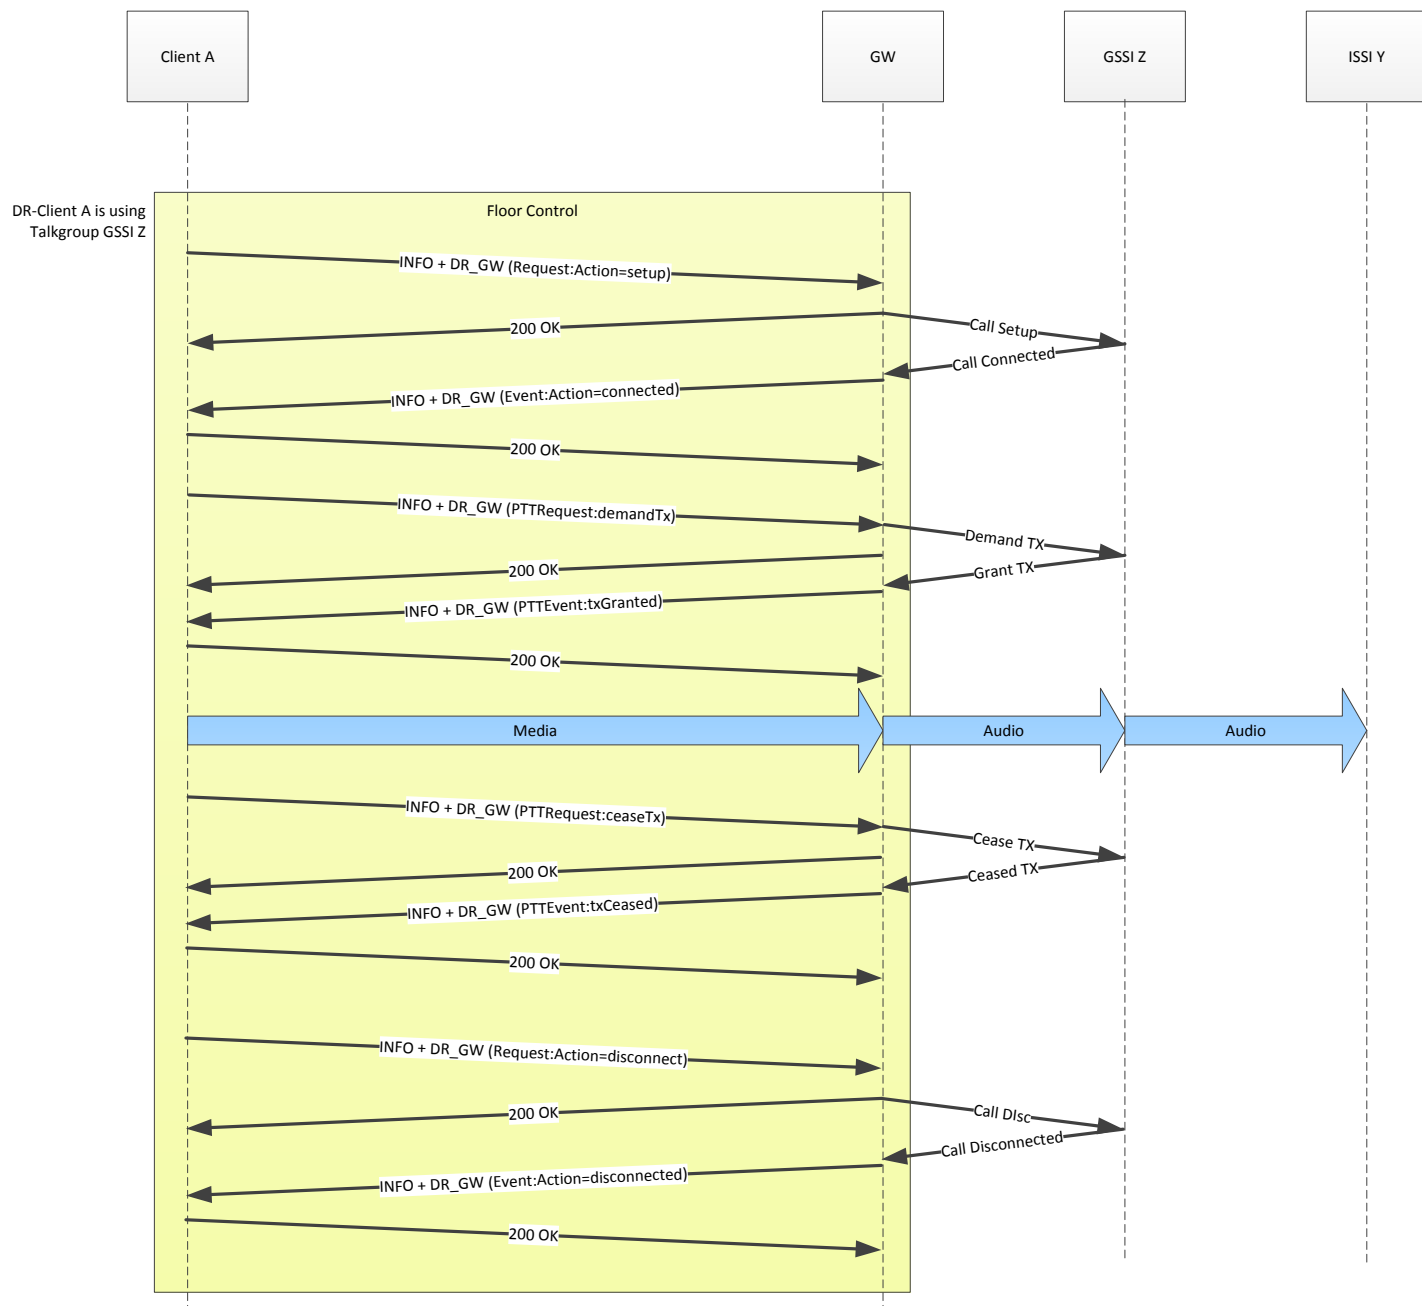 Client A
GW
GSSI Z
ISSI Y
DR-Client A is using
Talkgroup GSSI Z
Floor Control
INFO + DR_GW (Request:Action=setup)
200 OK
Call Setup
Call Connected
INFO + DR_GW (Event:Action=connected)
200 OK
INFO + DR_GW (PTTRequest:demandTx)
Demand TX
200 OK
Grant TX
INFO + DR_GW (PTTEvent:txGranted)
200 OK
Media
Audio
Audio
INFO + DR_GW (PTTRequest:ceaseTx)
Cease TX
200 OK
Ceased TX
INFO + DR_GW (PTTEvent:txCeased)
200 OK
INFO + DR_GW (Request:Action=disconnect)
200 OK
Call DIsc
Call Disconnected
INFO + DR_GW (Event:Action=disconnected)
200 OK